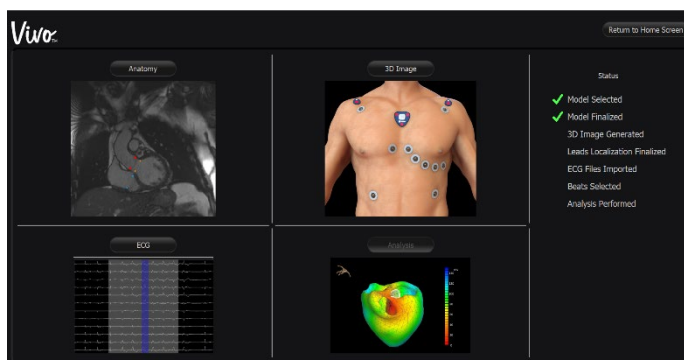 Vivo™
Return to Home Screen
Anatomy
3D Image
Status
Model Selected
Model Finalized
3D Image Generated
Leads Localization Finalized
ECG Files Imported
Beats Selected
Analysis Performed
ECG
Analysis